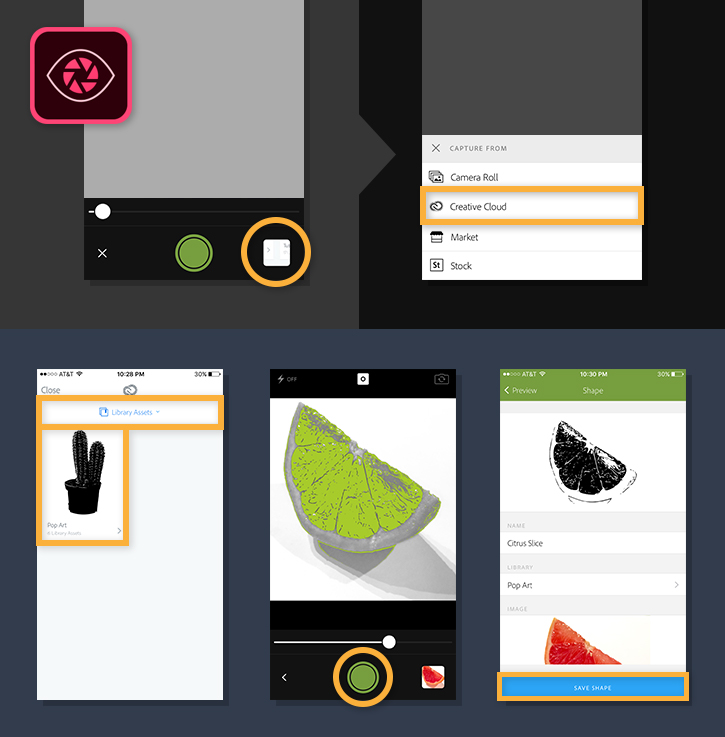 CAPTURE FROM
Camera Roll
Creative Cloud
Market
St Stock
AT&T 10:28 PM 30%
Close
Library Assets
Pop Art
Library Assets
OFF
AT&T 10:30 PM 30%
Preview Shape
NAME
Citrus Slice
LIBRARY
Pop Art
IMAGE
SAVE SHAPE